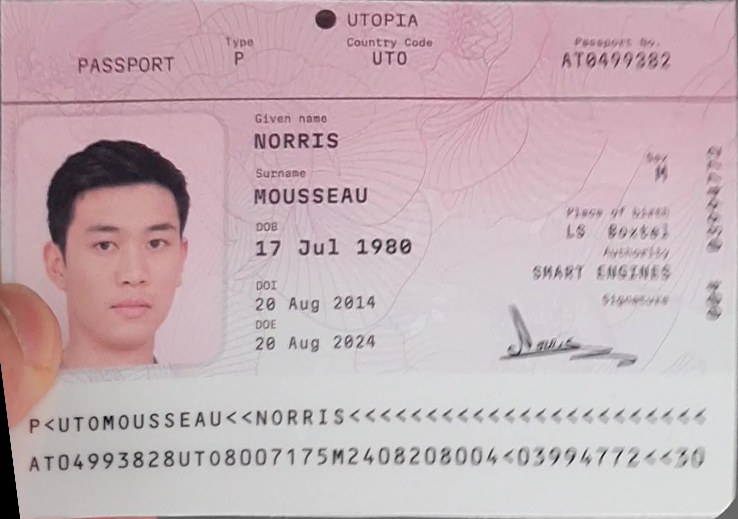 UTOPIA
PASSPORT
Type
P
Country Code
UTO
Passport No.
AT0499382
Given name
NORRIS
Surname
MOUSSEAU
DOB
17 Jul 1980
DOI
20 Aug 2014
DOE
20 Aug 2024
Sex
M
Place of birth
LS Boxtel
Authority
SMART ENGINES
Signature
P<UTOMOUSSEAU<<NORRIS<<<<<<<<<<<<<<<<<<<<<<<
AT04993828UTO8007175M2408208004<03994772<<30